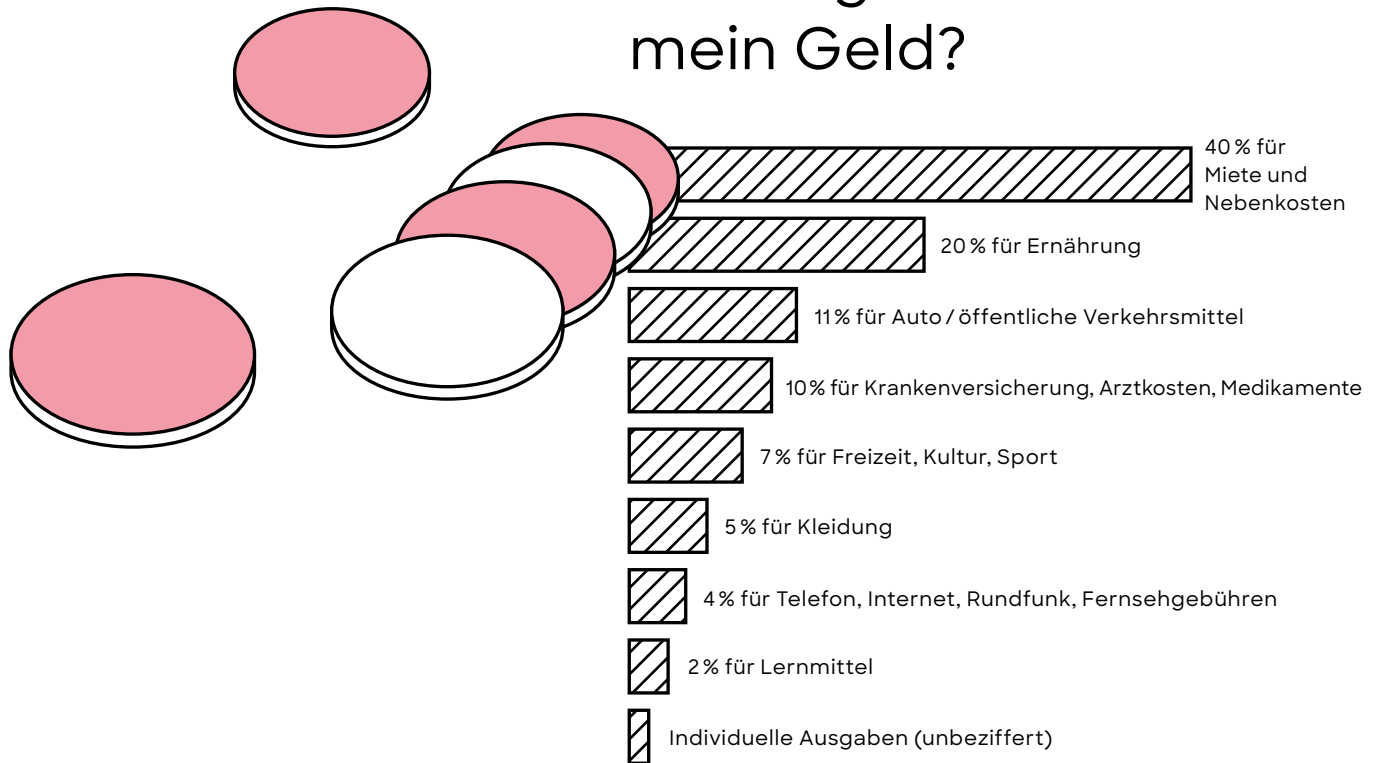 mein Geld?
40 % für
Miete und
Nebenkosten
20 % für Ernährung
11 % für Auto / öffentliche Verkehrsmittel
10 % für Krankenversicherung, Arztkosten, Medikamente
7 % für Freizeit, Kultur, Sport
5 % für Kleidung
4 % für Telefon, Internet, Rundfunk, Fernsehgebühren
2 % für Lernmittel
Individuelle Ausgaben (unbeziffert)